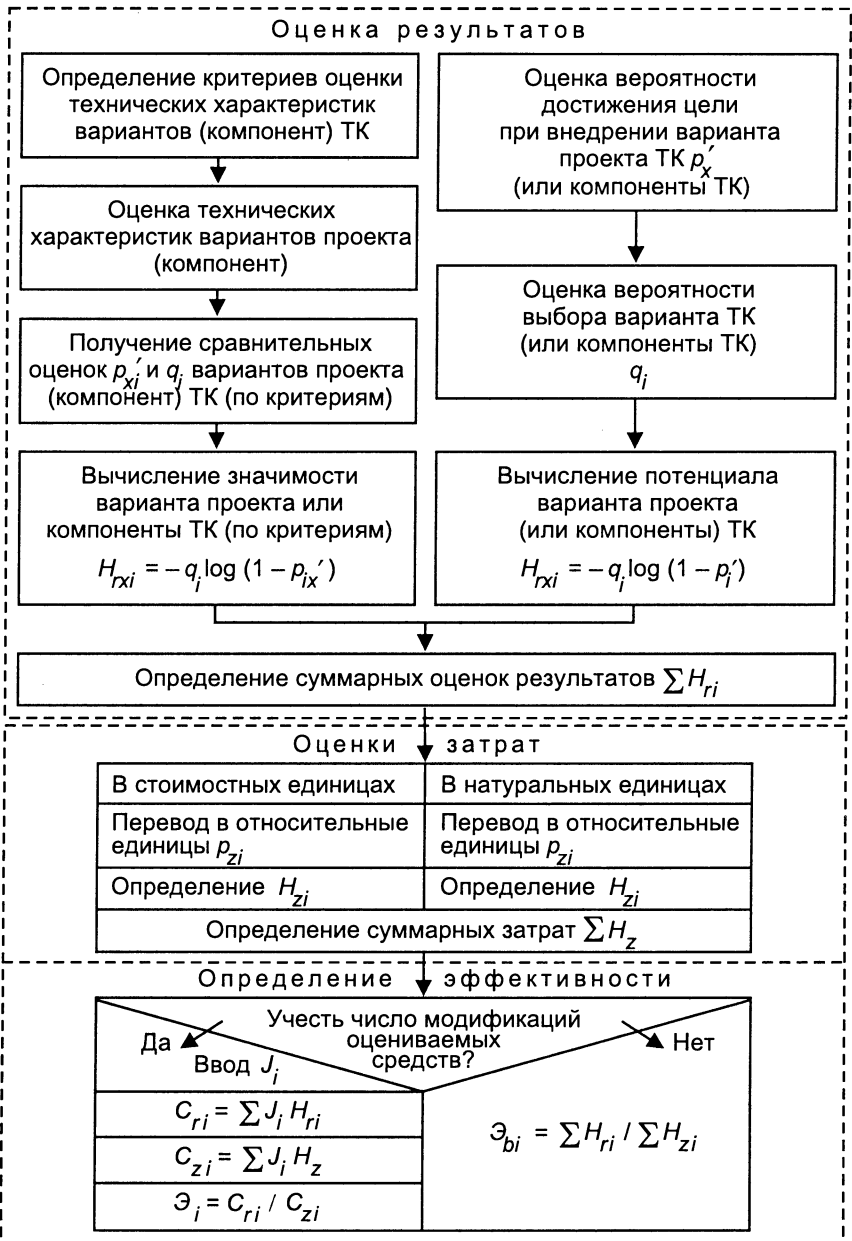 Оценка результатов
Определение критериев оценки
технических характеристик
вариантов (компонент) ТК
Оценка технических
характеристик вариантов проекта
(компонент)
Получение сравнительных
оценок p_xi′ и q_i вариантов проекта
(компонент) ТК (по критериям)
Вычисление значимости
варианта проекта или
компоненты ТК (по критериям)
H_rxi = − q_i log (1 − p_ix′)
Оценка вероятности
достижения цели
при внедрении варианта
проекта ТК p_x′
(или компоненты ТК)
Оценка вероятности
выбора варианта ТК
(или компоненты ТК)
q_i
Вычисление потенциала
варианта проекта
(или компоненты) ТК
H_rxi = − q_i log (1 − p_i′)
Определение суммарных оценок результатов ∑ H_ri
Оценки затрат
В стоимостных единицах
Перевод в относительные
единицы p_zi
Определение H_zi
В натуральных единицах
Перевод в относительные
единицы p_zi
Определение H_zi
Определение суммарных затрат ∑ H_z
Определение эффективности
Учесть число модификаций
оцениваемых
средств?
Да
Ввод J_i
Нет
C_ri = ∑ J_i H_ri
C_zi = ∑ J_i H_z
Э_i = C_ri / C_zi
Э_bi = ∑ H_ri / ∑ H_zi